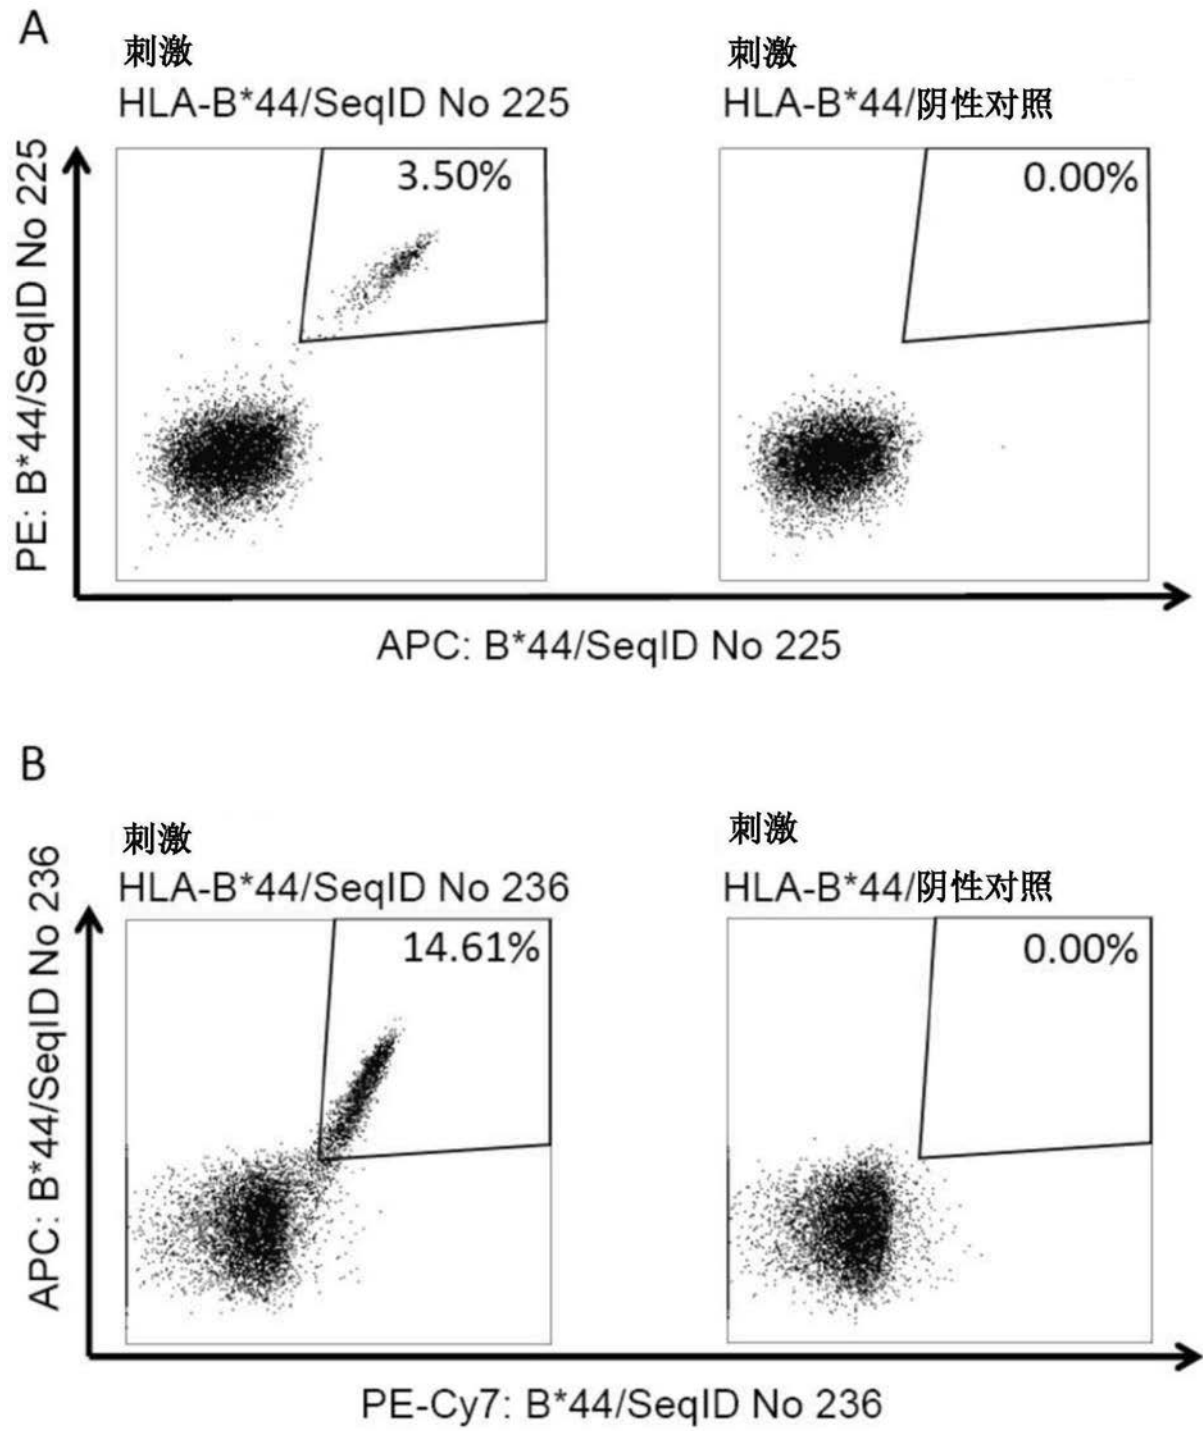 A
刺激
HLA-B*44/SeqID No 225
刺激
HLA-B*44/阴性对照
PE: B*44/SeqID No 225
3.50%
0.00%
APC: B*44/SeqID No 225
B
刺激
HLA-B*44/SeqID No 236
刺激
HLA-B*44/阴性对照
APC: B*44/SeqID No 236
14.61%
0.00%
PE-Cy7: B*44/SeqID No 236